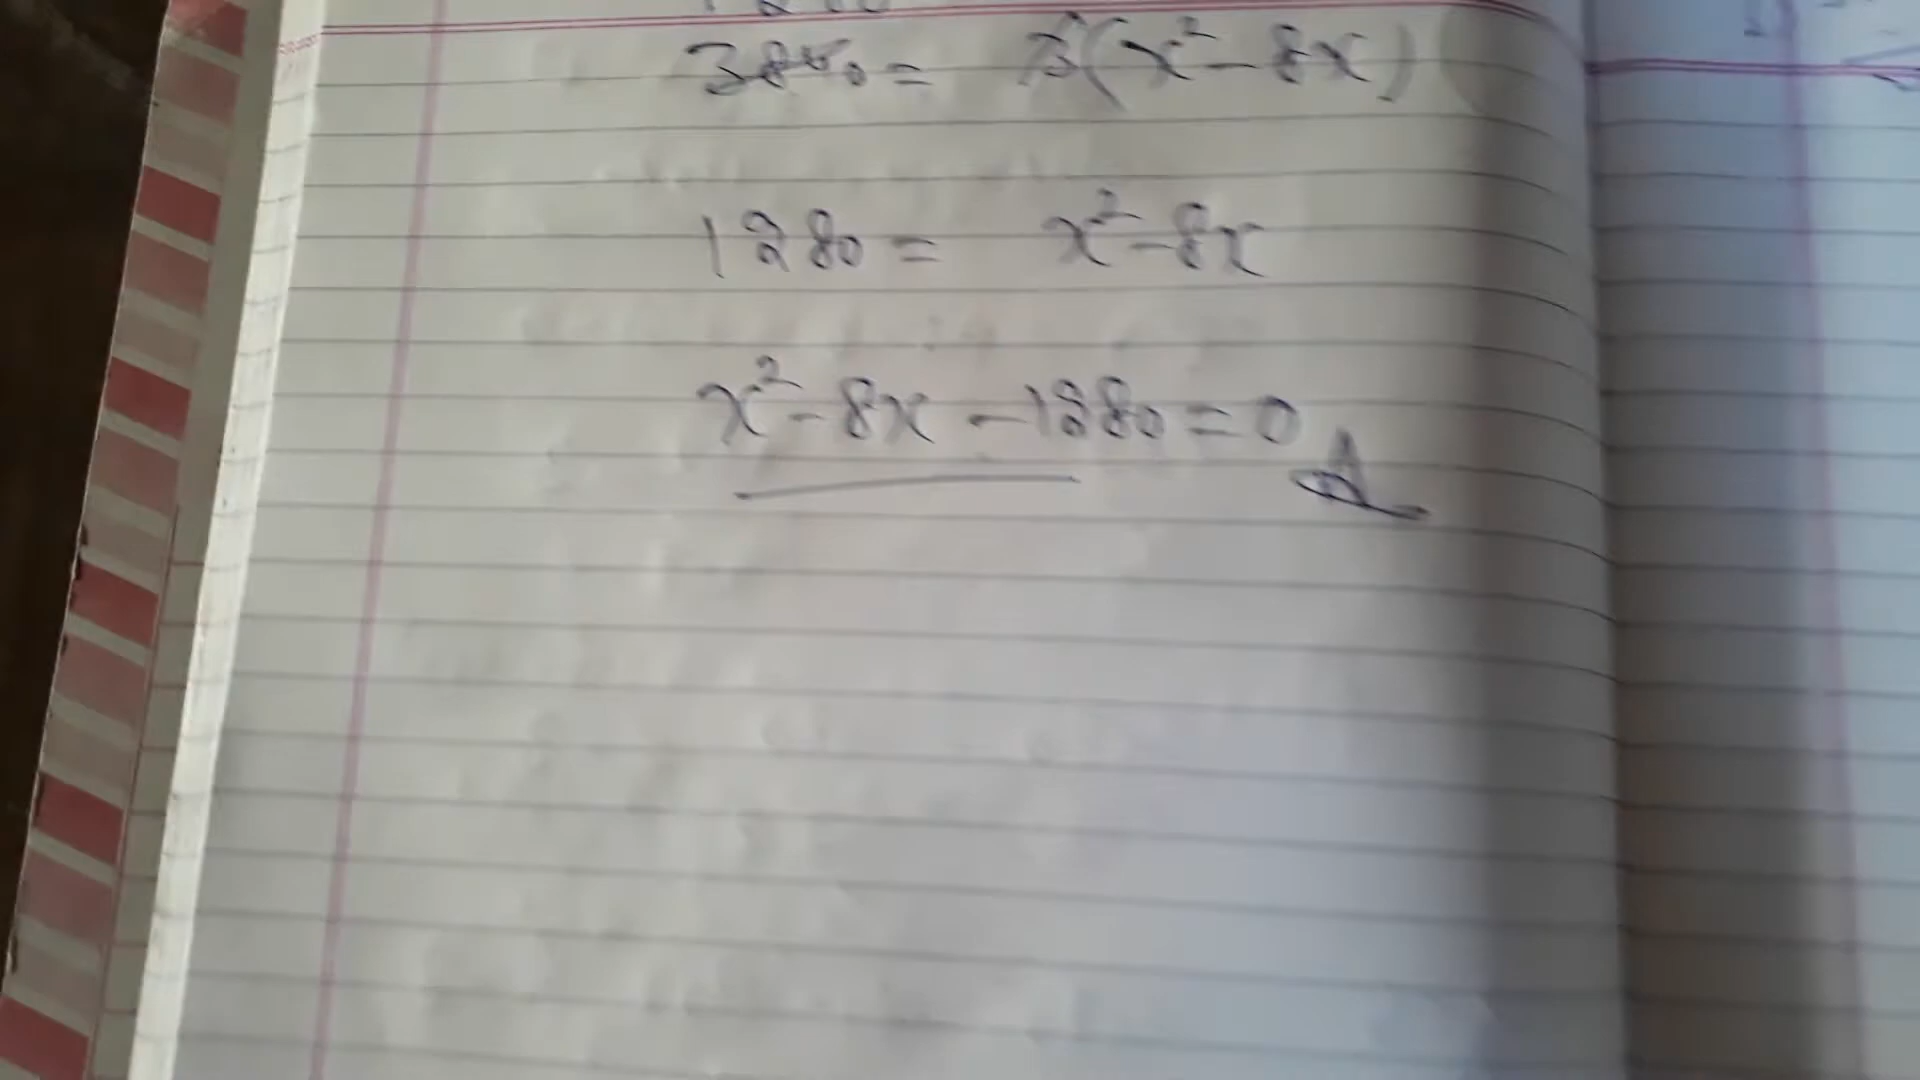 3840 = 3(x² - 8x)
1280 = x² - 8x
x² - 8x - 1280 = 0